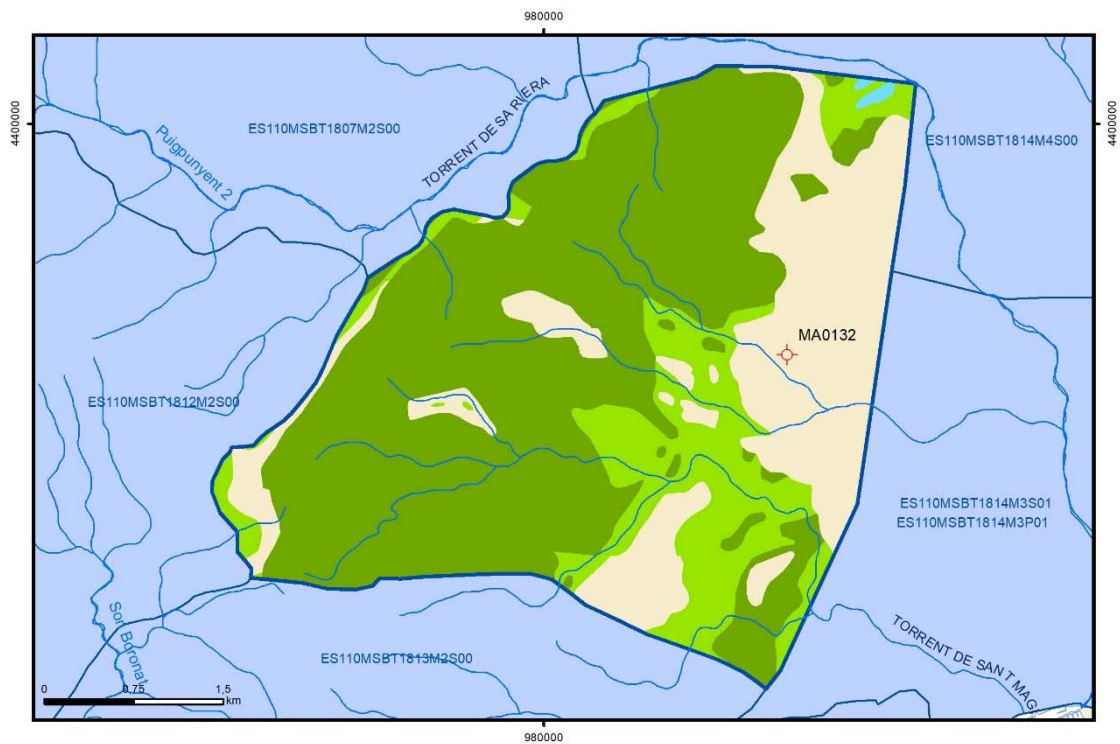 980000
4400000
4400000
TORRENT DE SA RIERA
ES110MSBT1807M2S00
Puigpunyent 2
ES110MSBT1814M4S00
MA0132
ES110MSBT1812M2S00
ES110MSBT1814M3S01
ES110MSBT1814M3P01
Son Boronat
ES110MSBT1813M2S00
TORRENT DE SAN T MAG
0 0,75 1,5
km
980000